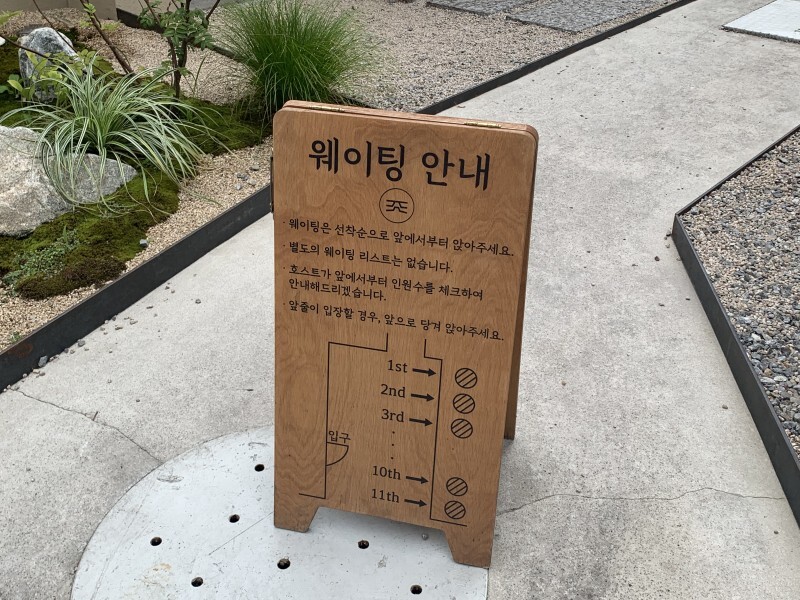 웨이팅 안내
· 웨이팅은 선착순으로 앞에서부터 앉아주세요.
· 별도의 웨이팅 리스트는 없습니다.
· 호스트가 앞에서부터 인원수를 체크하여
안내해드리겠습니다.
· 앞줄이 입장할 경우, 앞으로 당겨 앉아주세요.
1st
2nd
3rd
입구
10th
11th